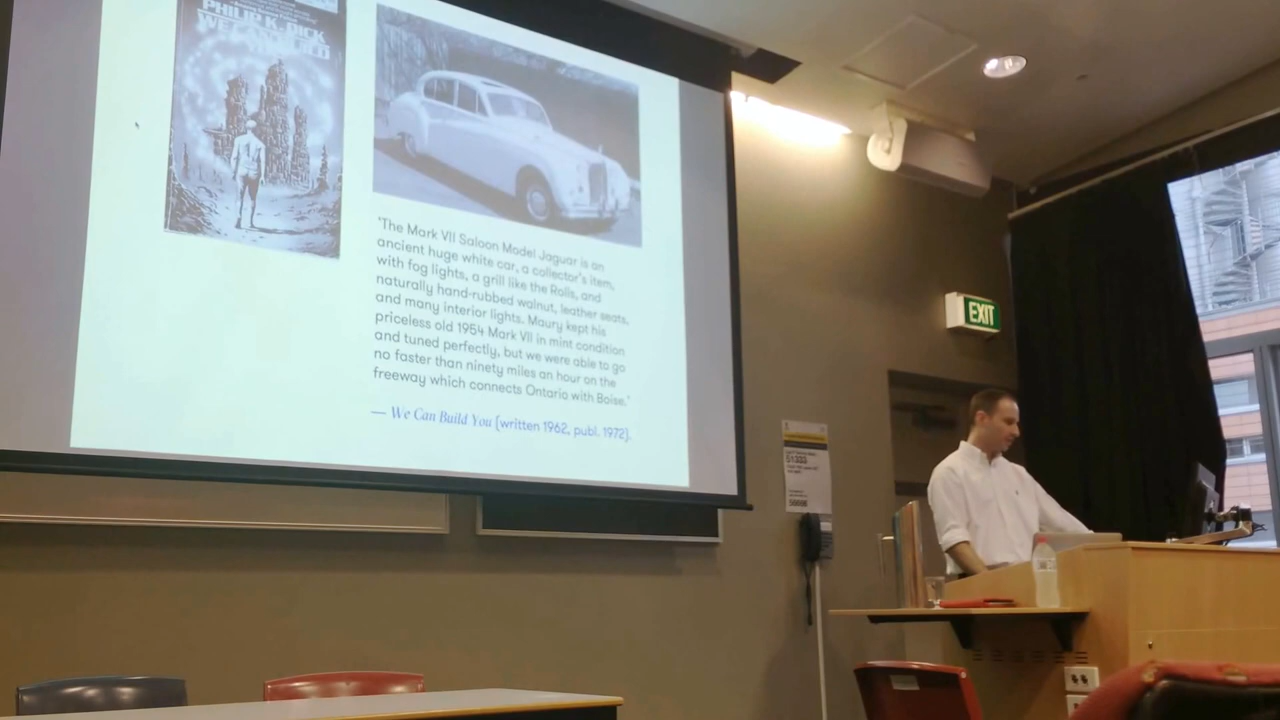 PHILIP K. DICK
WE CAN BUILD
'The Mark VII Saloon Model Jaguar is an
ancient huge white car, a collector's item,
with fog lights, a grill like the Rolls, and
naturally hand-rubbed walnut, leather seats,
and many interior lights. Maury kept his
priceless old 1954 Mark VII in mint condition
and tuned perfectly, but we were able to go
no faster than ninety miles an hour on the
freeway which connects Ontario with Boise.'
— We Can Build You (written 1962, publ. 1972).
EXIT
51333